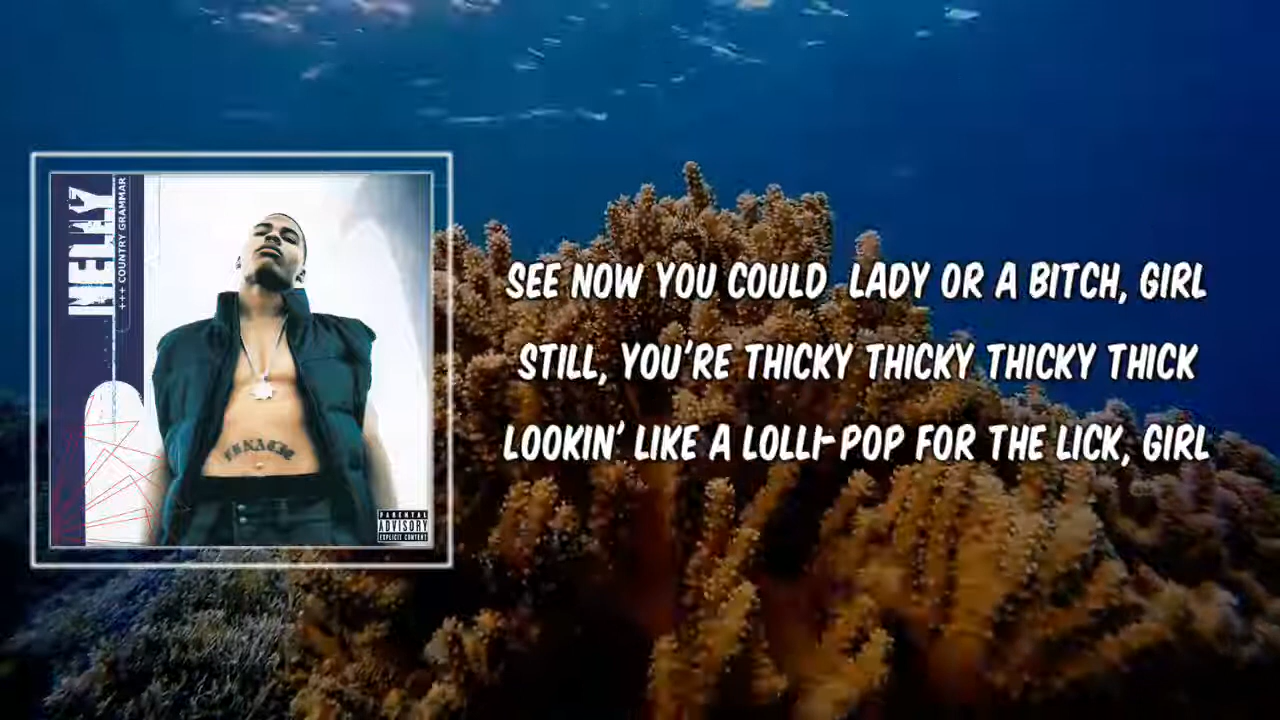 NELLY
+++ COUNTRY GRAMMAR
PARENTAL
ADVISORY
EXPLICIT CONTENT
SEE NOW YOU COULD LADY OR A BITCH, GIRL
STILL, YOU'RE THICKY THICKY THICKY THICK
LOOKIN' LIKE A LOLLI-POP FOR THE LICK, GIRL